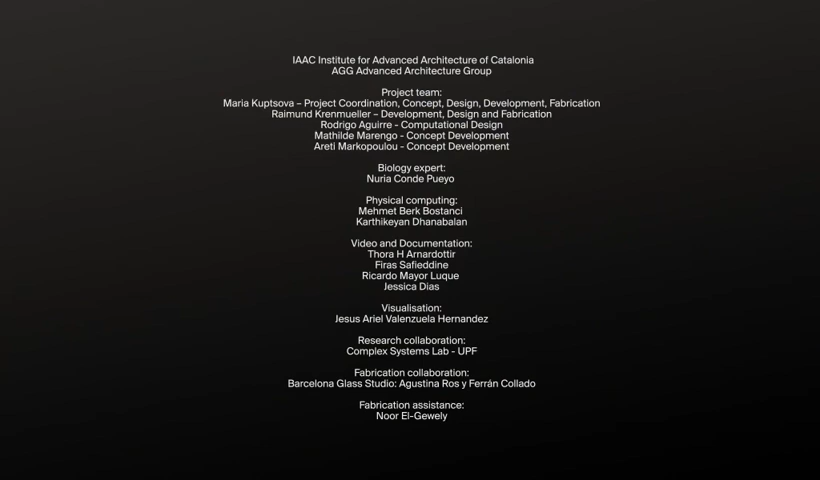 IAAC Institute for Advanced Architecture of Catalonia
AGG Advanced Architecture Group
Project team:
Maria Kuptsova – Project Coordination, Concept, Design, Development, Fabrication
Raimund Krenmueller – Development, Design and Fabrication
Rodrigo Aguirre - Computational Design
Mathilde Marengo - Concept Development
Areti Markopoulou - Concept Development
Biology expert:
Nuria Conde Pueyo
Physical computing:
Mehmet Berk Bostanci
Karthikeyan Dhanabalan
Video and Documentation:
Thora H Arnardottir
Firas Safieddine
Ricardo Mayor Luque
Jessica Dias
Visualisation:
Jesus Ariel Valenzuela Hernandez
Research collaboration:
Complex Systems Lab - UPF
Fabrication collaboration:
Barcelona Glass Studio: Agustina Ros y Ferrán Collado
Fabrication assistance:
Noor El-Gewely